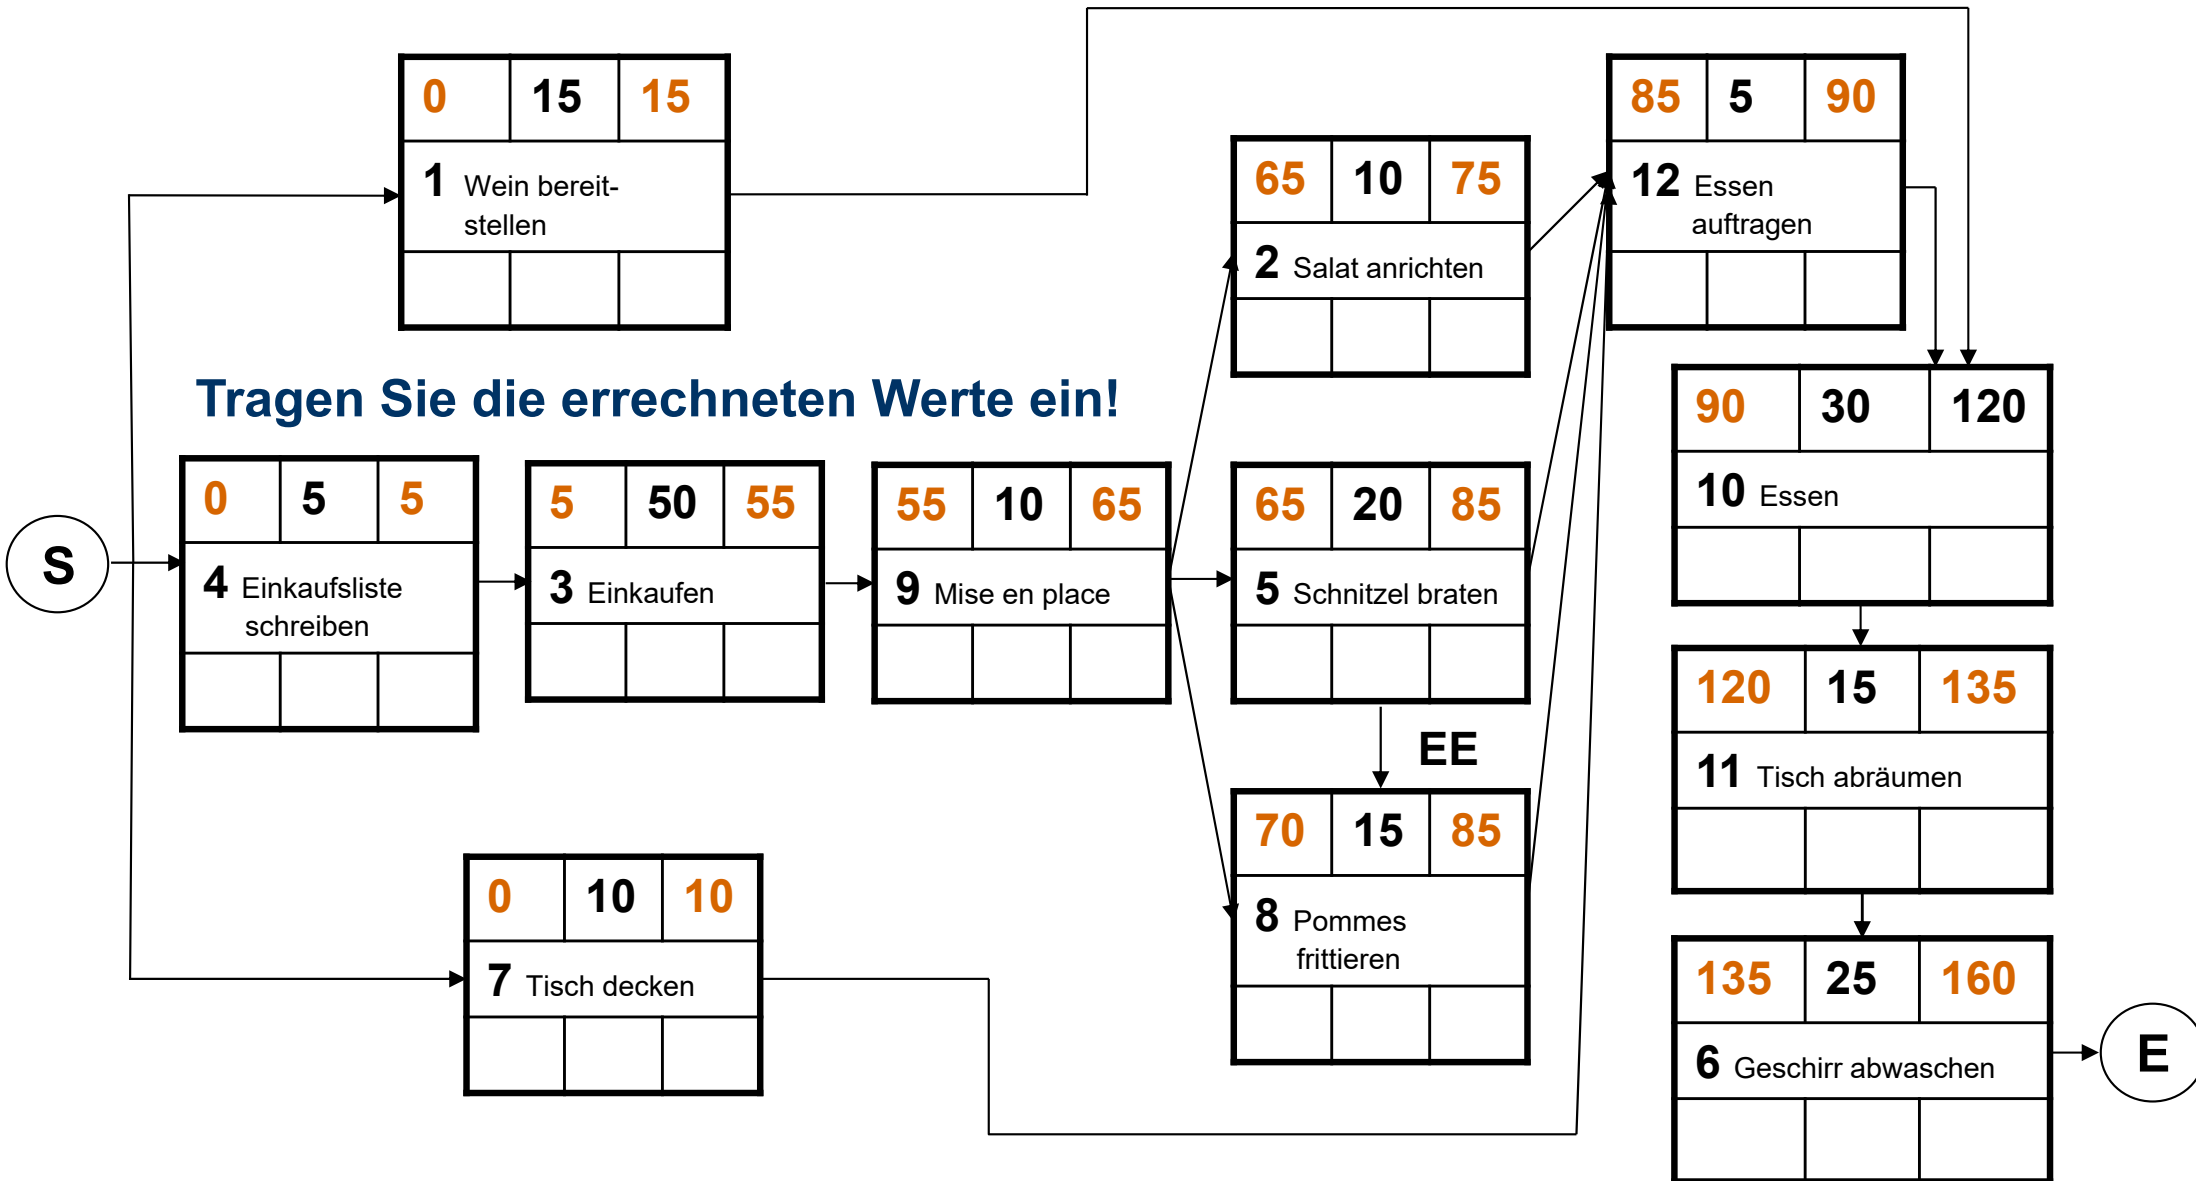 0 15 15
1 Wein bereit-
stellen
85 5 90
12 Essen
auftragen
65 10 75
2 Salat anrichten
Tragen Sie die errechneten Werte ein!
90 30 120
10 Essen
S
0 5 5
4 Einkaufsliste
schreiben
5 50 55
3 Einkaufen
55 10 65
9 Mise en place
65 20 85
5 Schnitzel braten
EE
120 15 135
11 Tisch abräumen
70 15 85
8 Pommes
frittieren
0 10 10
7 Tisch decken
135 25 160
6 Geschirr abwaschen
E